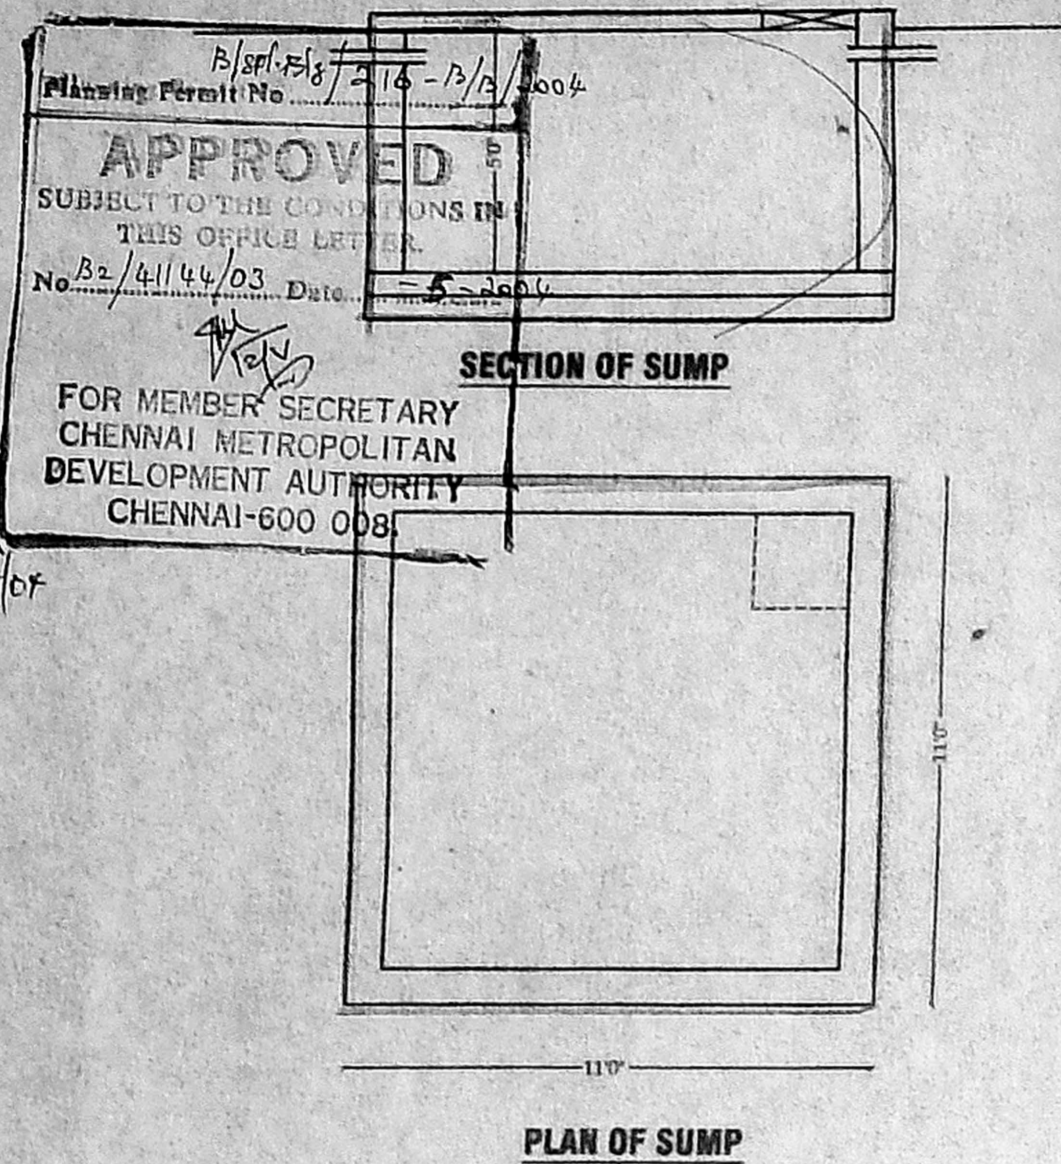 B/spl.Blg/216-B/B/2004
Planning Permit No
APPROVED
SUBJECT TO THE CONDITIONS IN
THIS OFFICE LETTER.
No B2/41144/03 Date -5-2004
FOR MEMBER SECRETARY
CHENNAI METROPOLITAN
DEVELOPMENT AUTHORITY
CHENNAI-600 008.
/04
5'0"
SECTION OF SUMP
11'0"
11'0"
PLAN OF SUMP